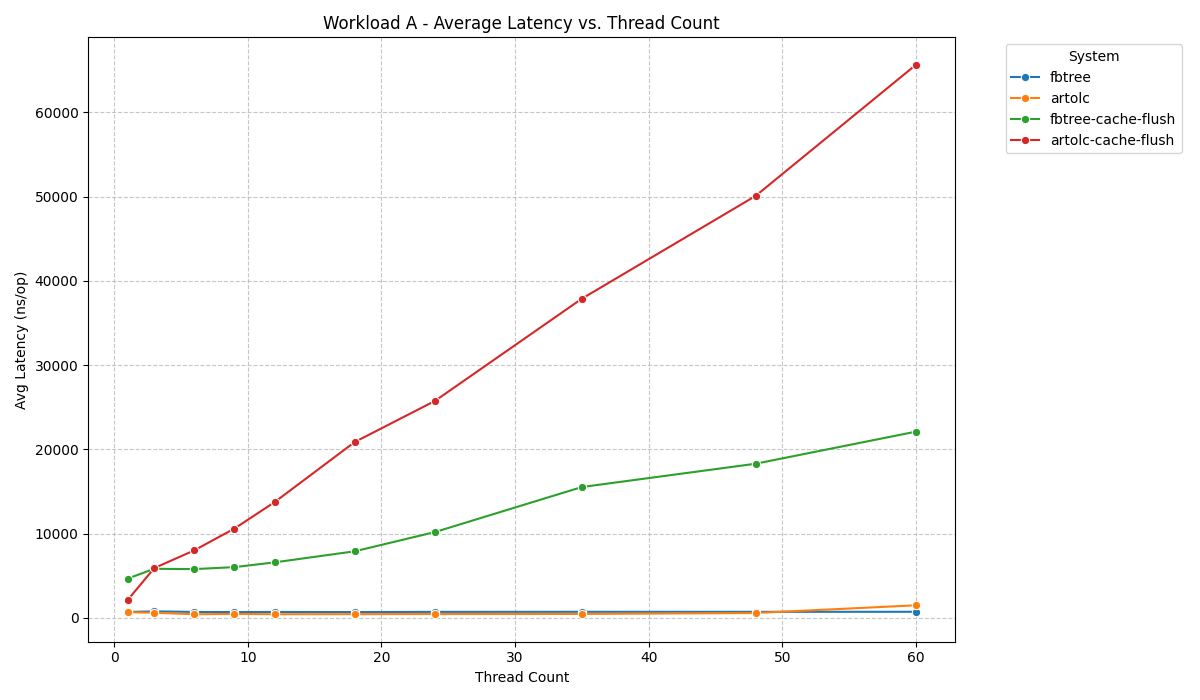 Workload A - Average Latency vs. Thread Count
System
fbtree
artolc
fbtree-cache-flush
artolc-cache-flush
Avg Latency (ns/op)
60000
50000
40000
30000
20000
10000
0
0 10 20 30 40 50 60
Thread Count